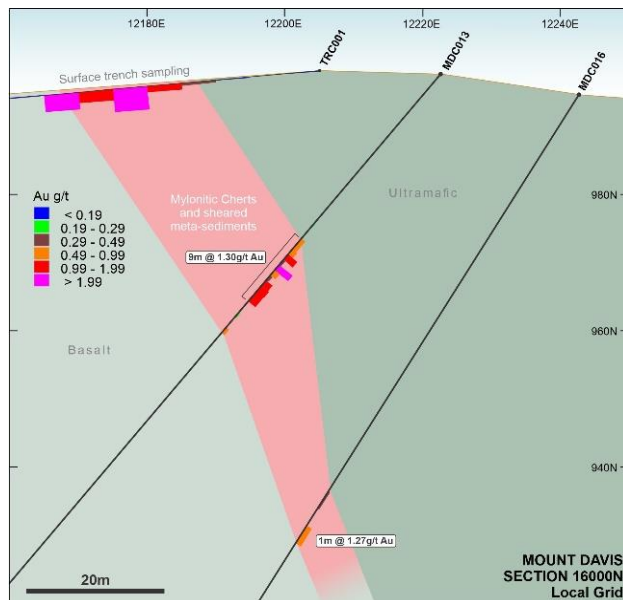 12180E
12200E
12220E
12240E
TRC001
MDC013
MDC016
Surface trench sampling
Au g/t
< 0.19
0.19 - 0.29
0.29 - 0.49
0.49 - 0.99
0.99 - 1.99
> 1.99
Mylonitic Cherts
and sheared
meta-sediments
Ultramafic
980N
9m @ 1.30g/t Au
960N
Basalt
940N
1m @ 1.27g/t Au
20m
MOUNT DAVIS
SECTION 16000N
Local Grid